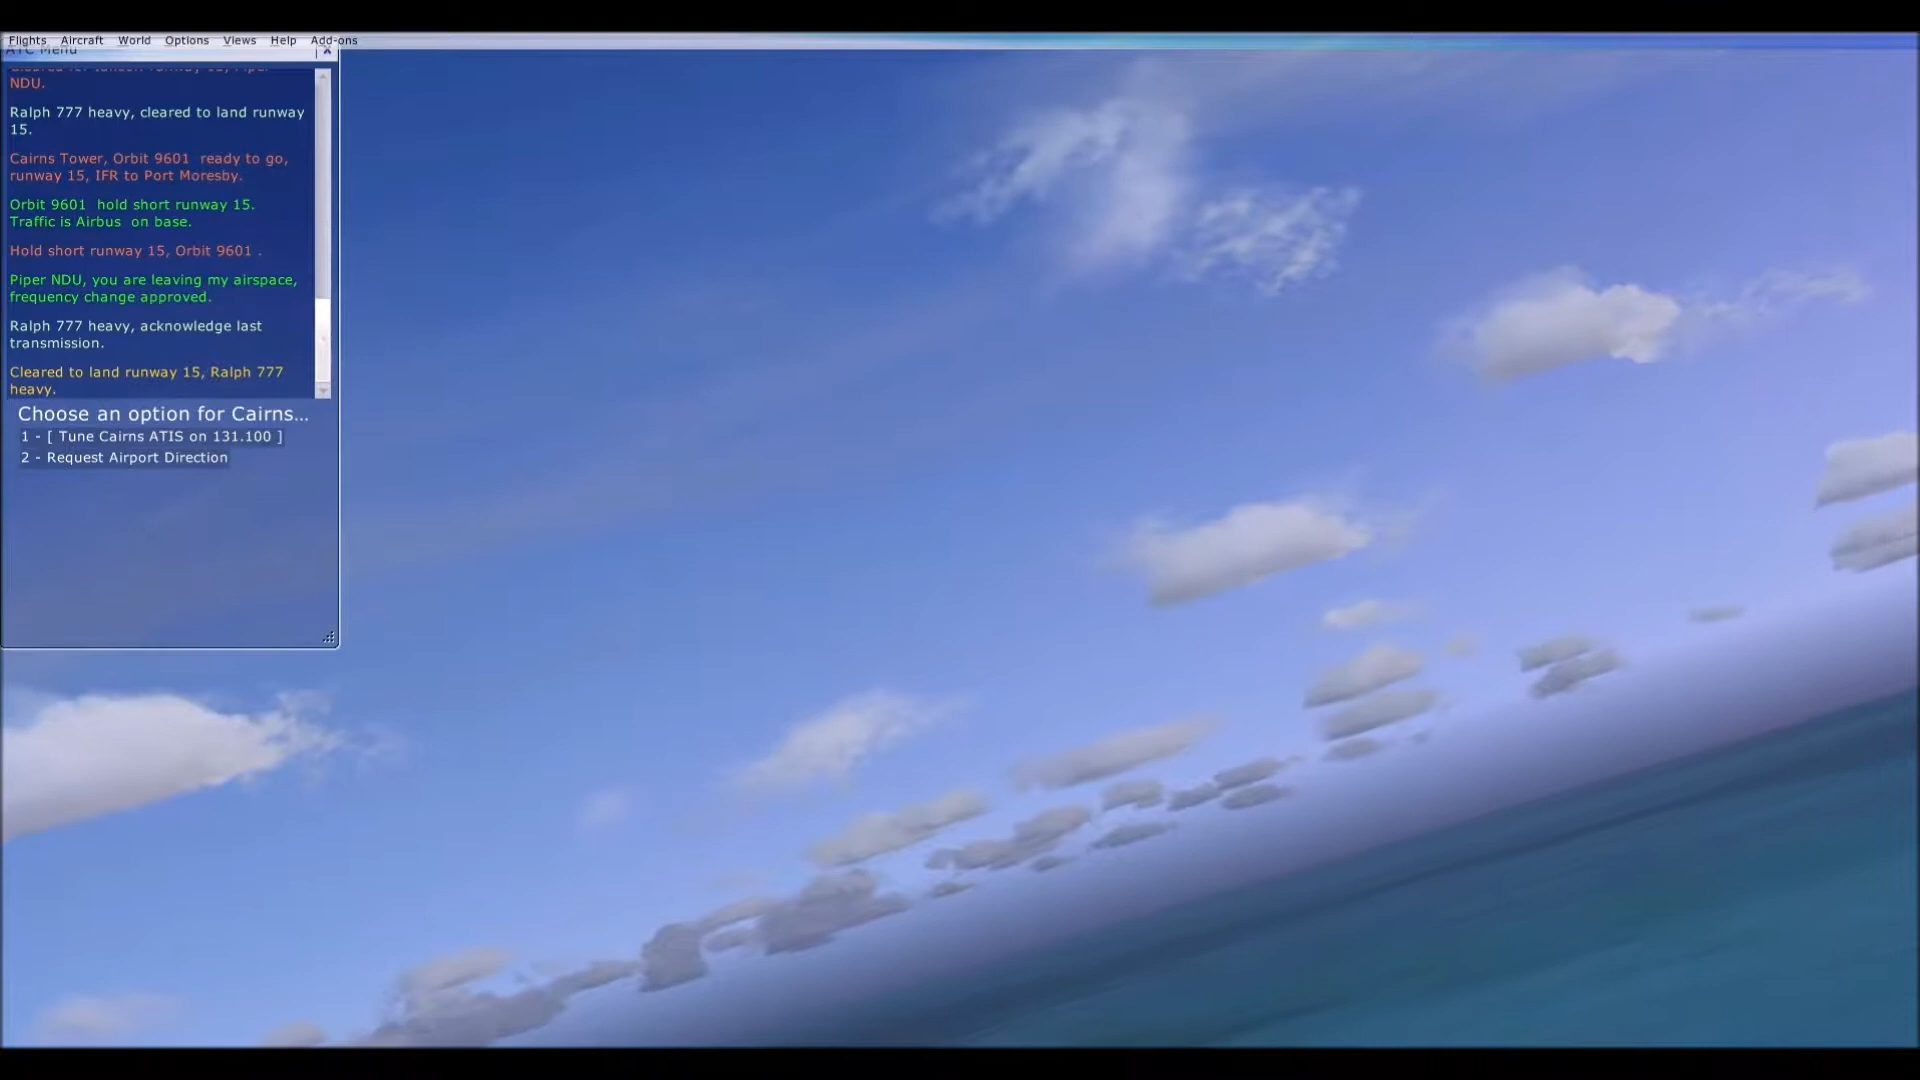 Flights Aircraft World Options Views Help Add-ons
ATC Menu
x
NDU.
Ralph 777 heavy, cleared to land runway
15.
Cairns Tower, Orbit 9601 ready to go,
runway 15, IFR to Port Moresby.
Orbit 9601 hold short runway 15.
Traffic is Airbus on base.
Hold short runway 15, Orbit 9601 .
Piper NDU, you are leaving my airspace,
frequency change approved.
Ralph 777 heavy, acknowledge last
transmission.
Cleared to land runway 15, Ralph 777
heavy.
Choose an option for Cairns...
1 - [ Tune Cairns ATIS on 131.100 ]
2 - Request Airport Direction